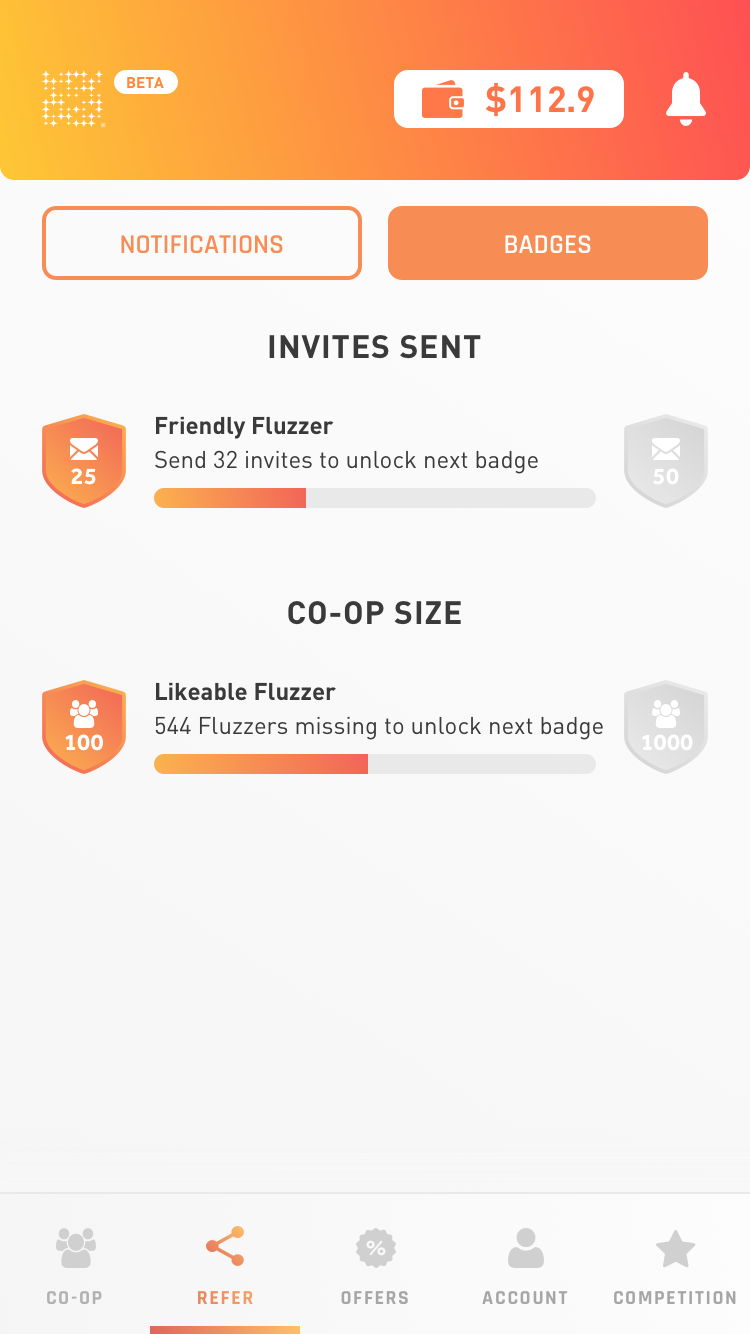 BETA
$112.9
NOTIFICATIONS
BADGES
INVITES SENT
Friendly Fluzzer
Send 32 invites to unlock next badge
25
50
CO-OP SIZE
Likeable Fluzzer
544 Fluzzers missing to unlock next badge
100
1000
%
CO-OP
REFER
OFFERS
ACCOUNT
COMPETITION